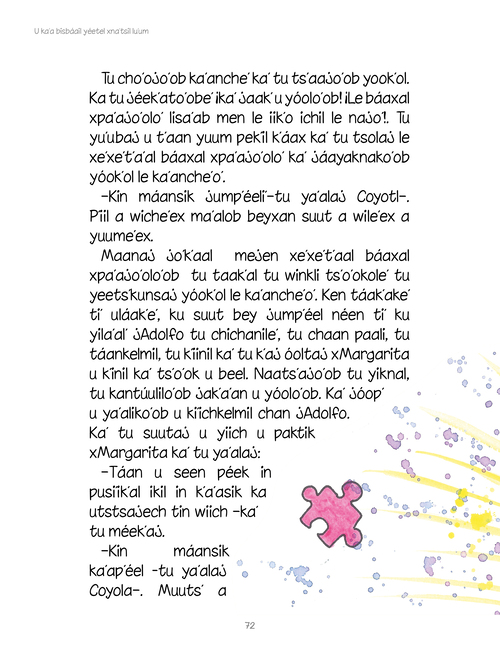 U ka'a bisbáail yéetel xna'tsil luum
Tu cho'ojo'ob ka'anche' ka' tu ts'aajo'ob yook'ol.
Ka tu jéek'ato'obe' ¡ka' jaak' u yóolo'ob! ¡Le báaxal
xpa'ajo'olo' lisa'ab men le iik'o ichil le najo'!. Tu
yu'ubaj u t'aan yuum pek'il k'áax ka' tu tsolaj le
xe'xe't'a'al báaxal xpa'ajo'olo' ka' jáayaknako'ob
yóok'ol le ka'anche'o'.
–Kin máansik jump'éeli'–tu ya'alaj Coyotl–.
P'iil a wiche'ex ma'alob beyxan suut a wile'ex a
yuume'ex.
Maanaj jo'k'aal mejen xe'xet'aal báaxal
xpa'ajo'olo'ob tu taak'al tu winkli ts'o'okole' tu
yeets'kunsaj yóok'ol le ka'anche'o'. Ken táak'ake'
ti' uláak'e', ku suut bey jump'éel néen ti' ku
yila'al' jAdolfo tu chichanile', tu chaan paali, tu
táankelmil, tu k'iinil ka' tu k'aj óoltaj xMargarita
u k'inil ka' ts'o'ok u beel. Naats'ajo'ob tu yiknal,
tu kantúulilo'ob jak'a'an u yóolo'ob. Ka' jóop'
u ya'aliko'ob u kíichkelmil chan jAdolfo.
Ka' tu suutaj u yiich u paktik
xMargarita ka' tu ya'alaj:
–Táan u seen péek in
pusíik'al ikil in k'a'asik ka
utstsajech tin wiich –ka'
tu méek'aj.
–Kin máansik
ka'ap'éel –tu ya'alaj
Coyola–. Muuts' a
72